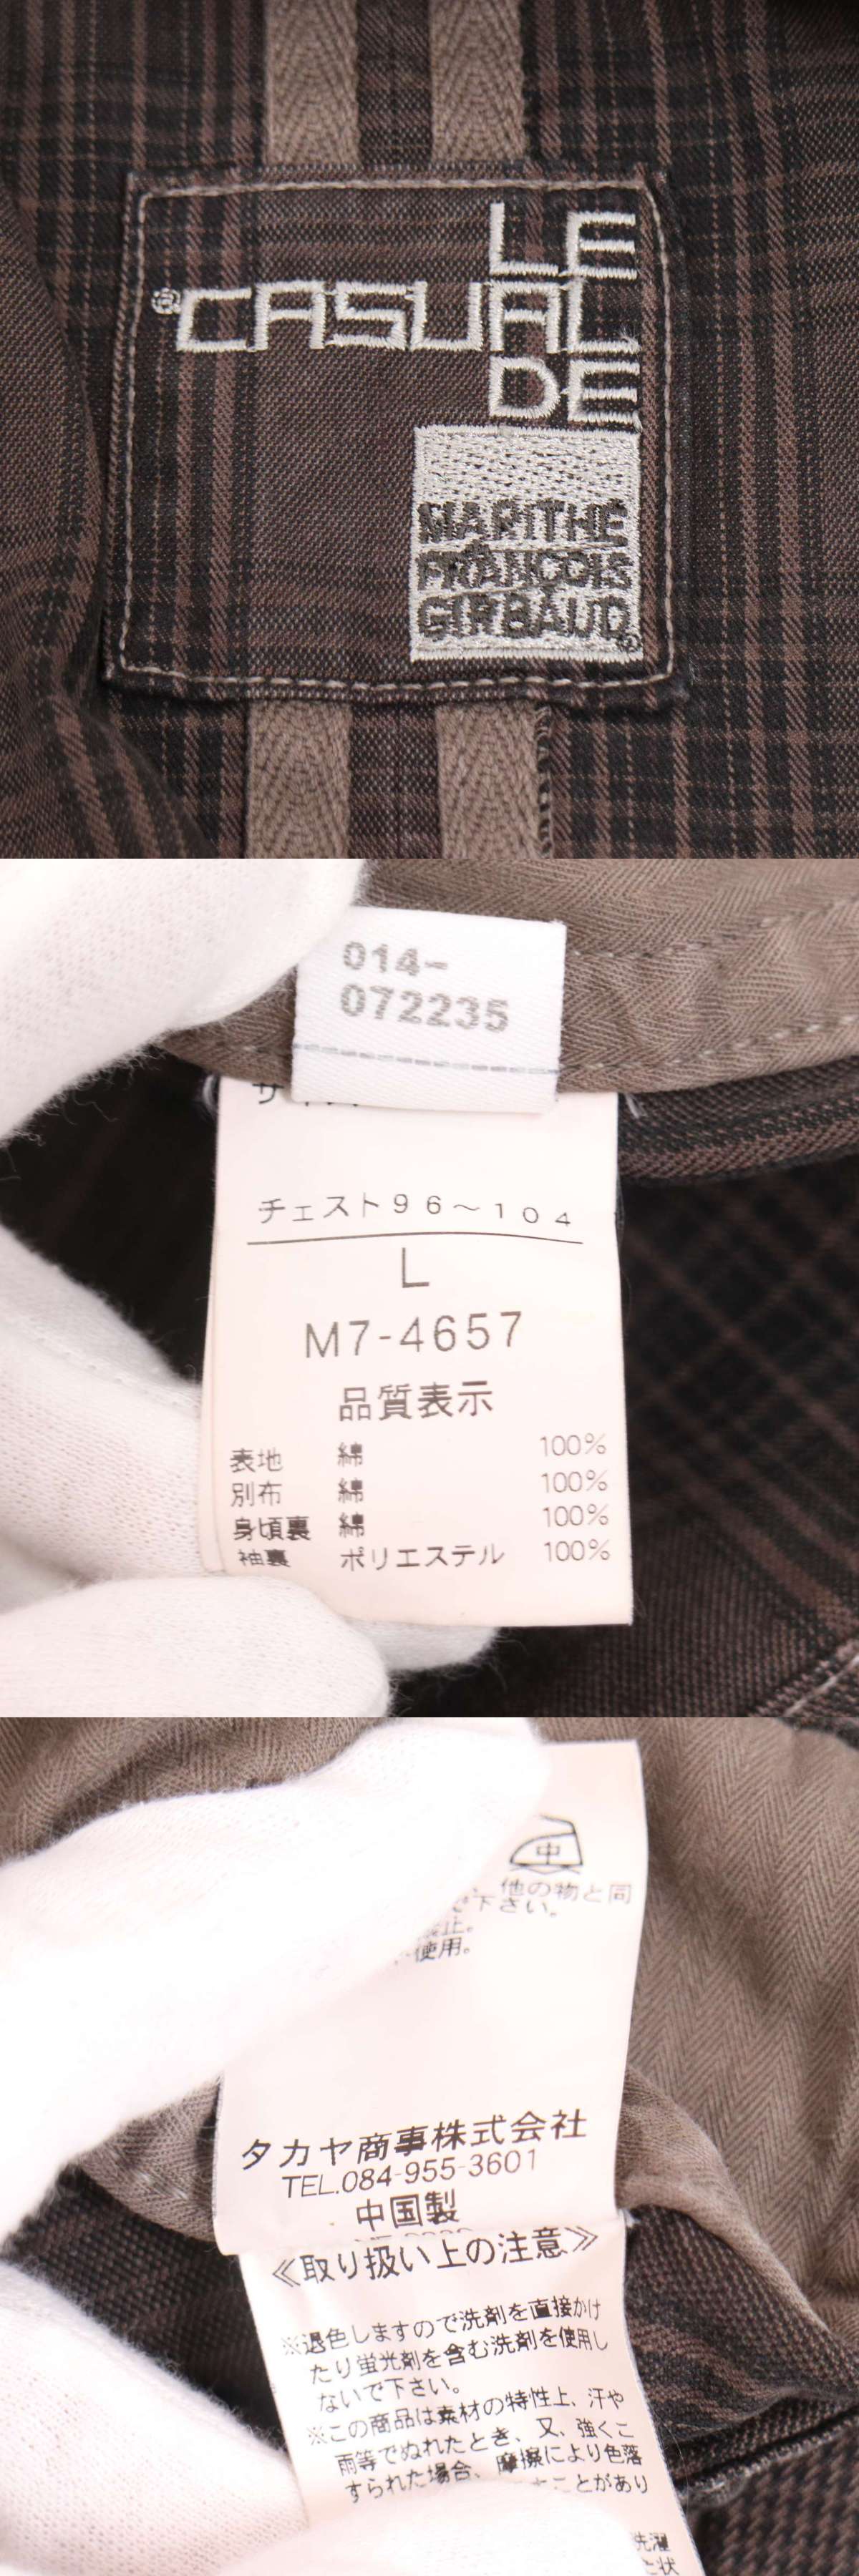 LE
®CASUAL
DE
MARITHÉ
FRANÇOIS
GIRBAUD®
014-
072235
チェスト96～104
L
M7-4657
品質表示
表地 綿 100%
別布 綿 100%
身頃裏 綿 100%
袖裏 ポリエステル 100%
中
他の物と同
で下さい。
使用。
タカヤ商事株式会社
TEL.084-955-3601
中国製
≪取り扱い上の注意≫
※退色しますので洗剤を直接かけ
たり蛍光剤を含む洗剤を使用し
ないで下さい。
※この商品は素材の特性上、汗や
雨等でぬれたとき、又、強くこ
すられた場合、摩擦により色落
ことがあり
洗濯
た状